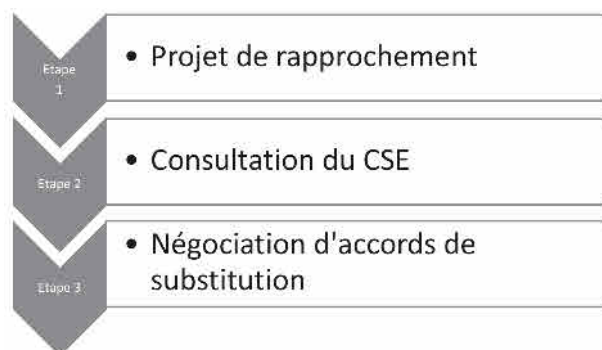 Etape
1
• Projet de rapprochement
Etape 2
• Consultation du CSE
Etape 3
• Négociation d'accords de
substitution